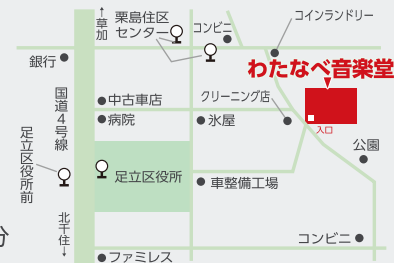 ↑草加
栗島住区
センター
コンビニ
コインランドリー
銀行
わたなべ音楽堂
国道4号線
中古車店
病院
クリーニング店
氷屋
入口
足立区役所前
公園
足立区役所
車整備工場
北千住↓
分
コンビニ
ファミレス